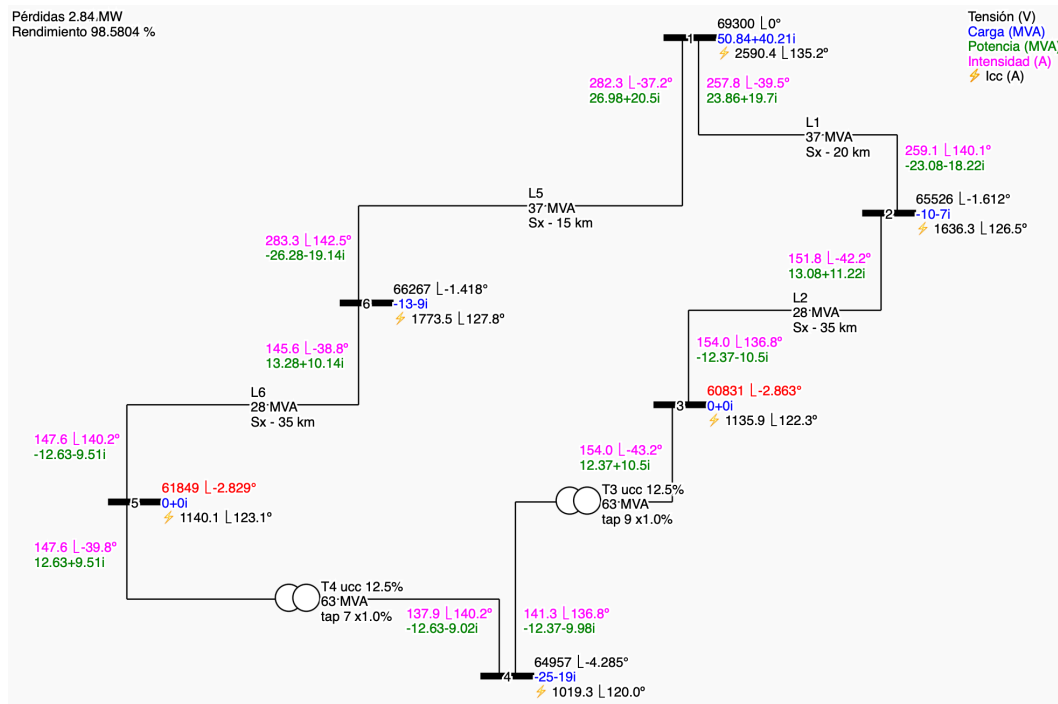 Pérdidas 2.84 MW
Rendimiento 98.5804 %
Tensión (V)
Carga (MVA)
Potencia (MVA)
Intensidad (A)
⚡ Icc (A)
1
69300 ⎣0°
50.84+40.21i
⚡ 2590.4 ⎣135.2°
282.3 ⎣-37.2°
26.98+20.5i
257.8 ⎣-39.5°
23.86+19.7i
L1
37 MVA
Sx - 20 km
259.1 ⎣140.1°
-23.08-18.22i
L5
37 MVA
Sx - 15 km
2
65526 ⎣-1.612°
-10-7i
⚡ 1636.3 ⎣126.5°
283.3 ⎣142.5°
-26.28-19.14i
151.8 ⎣-42.2°
13.08+11.22i
6
66267 ⎣-1.418°
-13-9i
⚡ 1773.5 ⎣127.8°
L2
28 MVA
Sx - 35 km
145.6 ⎣-38.8°
13.28+10.14i
154.0 ⎣136.8°
-12.37-10.5i
L6
28 MVA
Sx - 35 km
3
60831 ⎣-2.863°
0+0i
⚡ 1135.9 ⎣122.3°
147.6 ⎣140.2°
-12.63-9.51i
154.0 ⎣-43.2°
12.37+10.5i
5
61849 ⎣-2.829°
0+0i
⚡ 1140.1 ⎣123.1°
T3 ucc 12.5%
63 MVA
tap 9 x1.0%
147.6 ⎣-39.8°
12.63+9.51i
T4 ucc 12.5%
63 MVA
tap 7 x1.0%
137.9 ⎣140.2°
-12.63-9.02i
141.3 ⎣136.8°
-12.37-9.98i
4
64957 ⎣-4.285°
-25-19i
⚡ 1019.3 ⎣120.0°